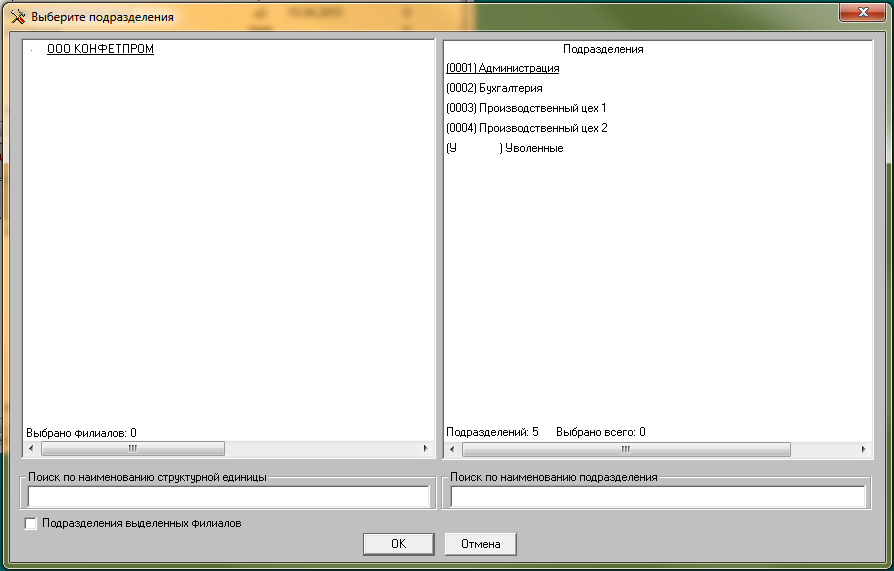 Выберите подразделения
ООО КОНФЕТПРОМ
Выбрано филиалов: 0
Подразделения
(0001) Администрация
(0002) Бухгалтерия
(0003) Производственный цех 1
(0004) Производственный цех 2
(У ) Уволенные
Подразделений: 5 Выбрано всего: 0
Поиск по наименованию структурной единицы
Поиск по наименованию подразделения
Подразделения выделенных филиалов
OK
Отмена